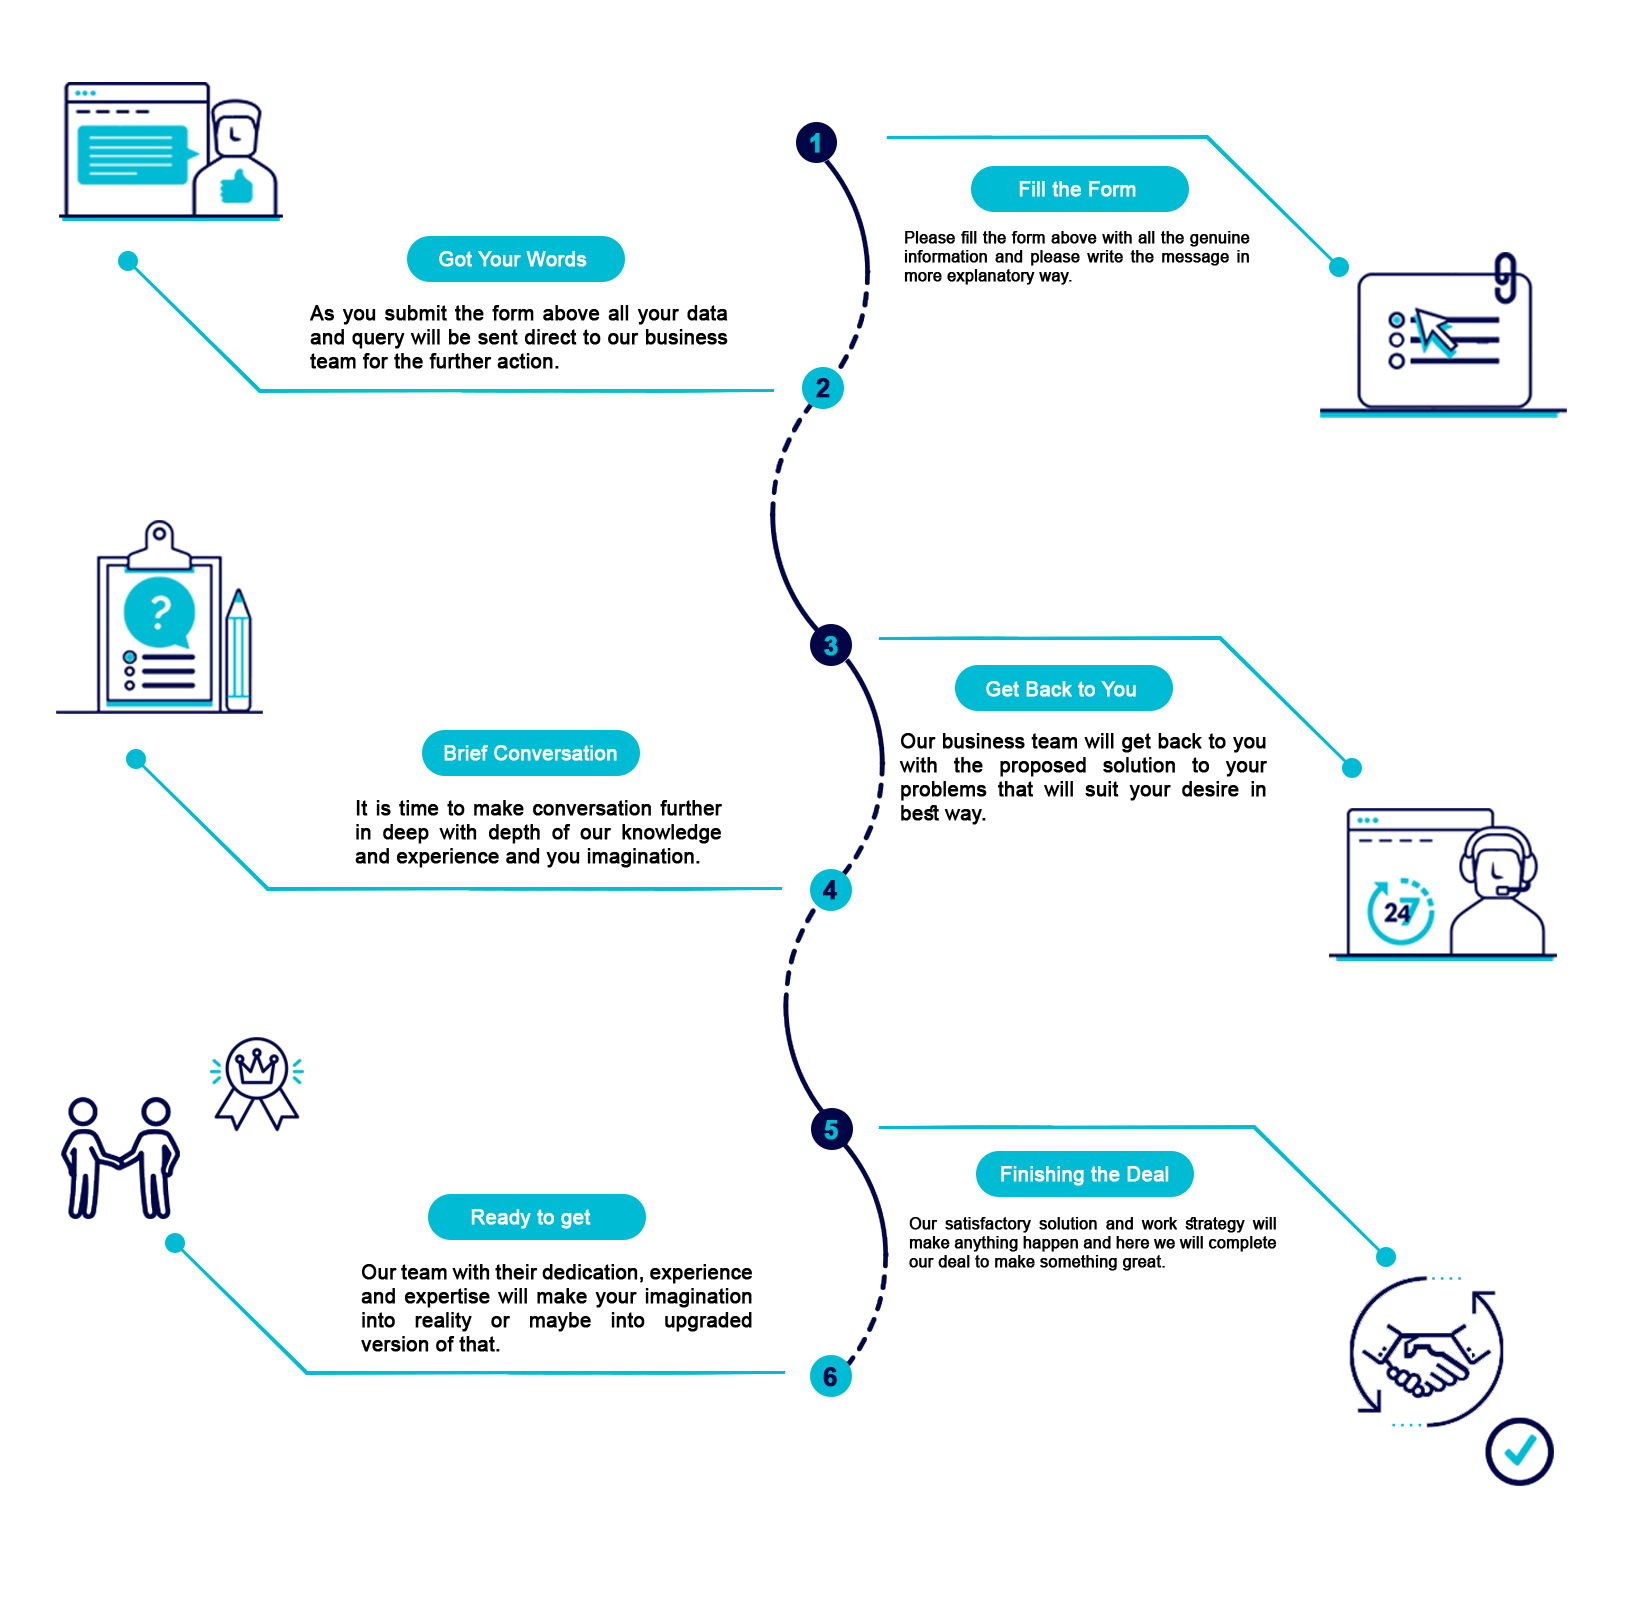 1
Fill the Form
Please fill the form above with all the genuine
information and please write the message in
more explanatory way.
Got Your Words
As you submit the form above all your data
and query will be sent direct to our business
team for the further action.
2
3
Get Back to You
Our business team will get back to you
with the proposed solution to your
problems that will suit your desire in
best way.
24/7
Brief Conversation
It is time to make conversation further
in deep with depth of our knowledge
and experience and you imagination.
?
4
5
Finishing the Deal
Our satisfactory solution and work strategy will
make anything happen and here we will complete
our deal to make something great.
Ready to get
Our team with their dedication, experience
and expertise will make your imagination
into reality or maybe into upgraded
version of that.
6